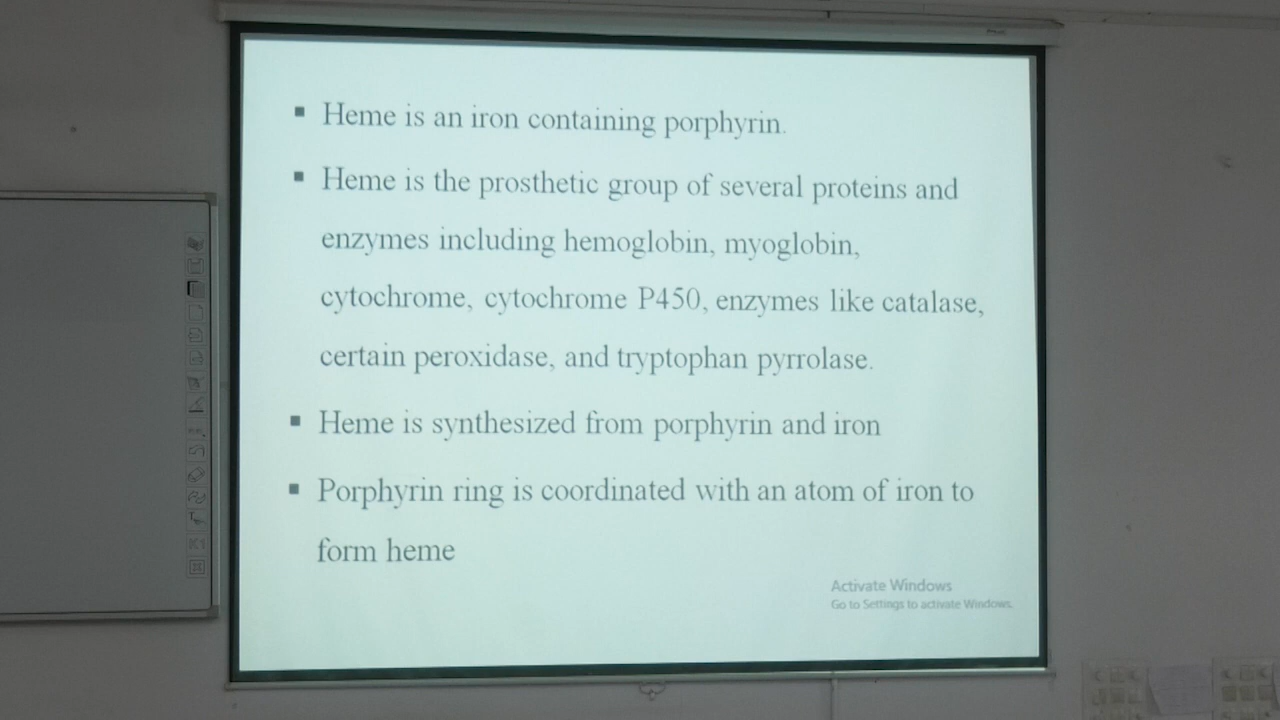 Heme is an iron containing porphyrin.
Heme is the prosthetic group of several proteins and
enzymes including hemoglobin, myoglobin,
cytochrome, cytochrome P450, enzymes like catalase,
certain peroxidase, and tryptophan pyrrolase.
Heme is synthesized from porphyrin and iron
Porphyrin ring is coordinated with an atom of iron to
form heme
Activate Windows
Go to Settings to activate Windows.